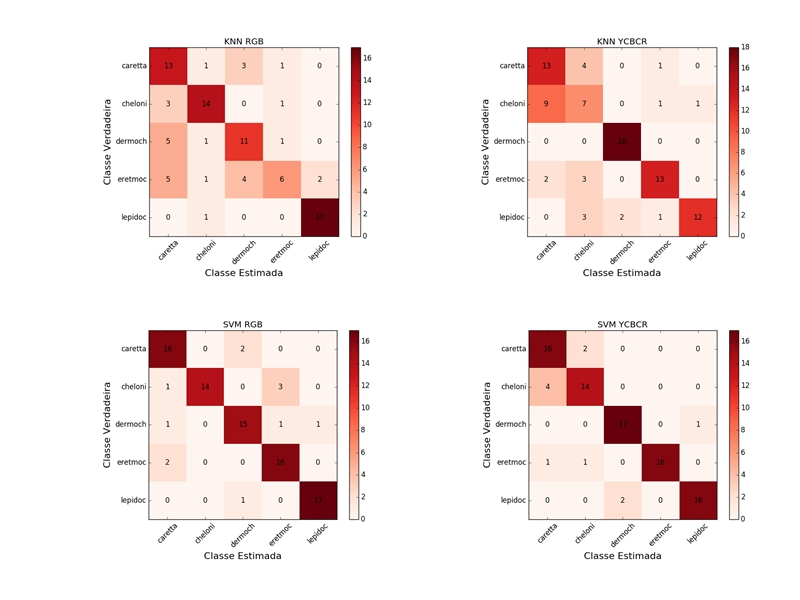 KNN RGB
caretta 13 1 3 1 0
cheloni 3 14 0 1 0
dermoch 5 1 11 1 0
eretmoc 5 1 4 6 2
lepidoc 0 1 0 0 17
caretta cheloni dermoch eretmoc lepidoc
Classe Verdadeira
Classe Estimada
16
14
12
10
8
6
4
2
0
KNN YCBCR
caretta 13 4 0 1 0
cheloni 9 7 0 1 1
dermoch 0 0 18 0 0
eretmoc 2 3 0 13 0
lepidoc 0 3 2 1 12
caretta cheloni dermoch eretmoc lepidoc
Classe Verdadeira
Classe Estimada
18
16
14
12
10
8
6
4
2
0
SVM RGB
caretta 16 0 2 0 0
cheloni 1 14 0 3 0
dermoch 1 0 15 1 1
eretmoc 2 0 0 16 0
lepidoc 0 0 1 0 17
caretta cheloni dermoch eretmoc lepidoc
Classe Verdadeira
Classe Estimada
16
14
12
10
8
6
4
2
0
SVM YCBCR
caretta 16 2 0 0 0
cheloni 4 14 0 0 0
dermoch 0 0 17 0 1
eretmoc 1 1 0 16 0
lepidoc 0 0 2 0 16
caretta cheloni dermoch eretmoc lepidoc
Classe Verdadeira
Classe Estimada
16
14
12
10
8
6
4
2
0